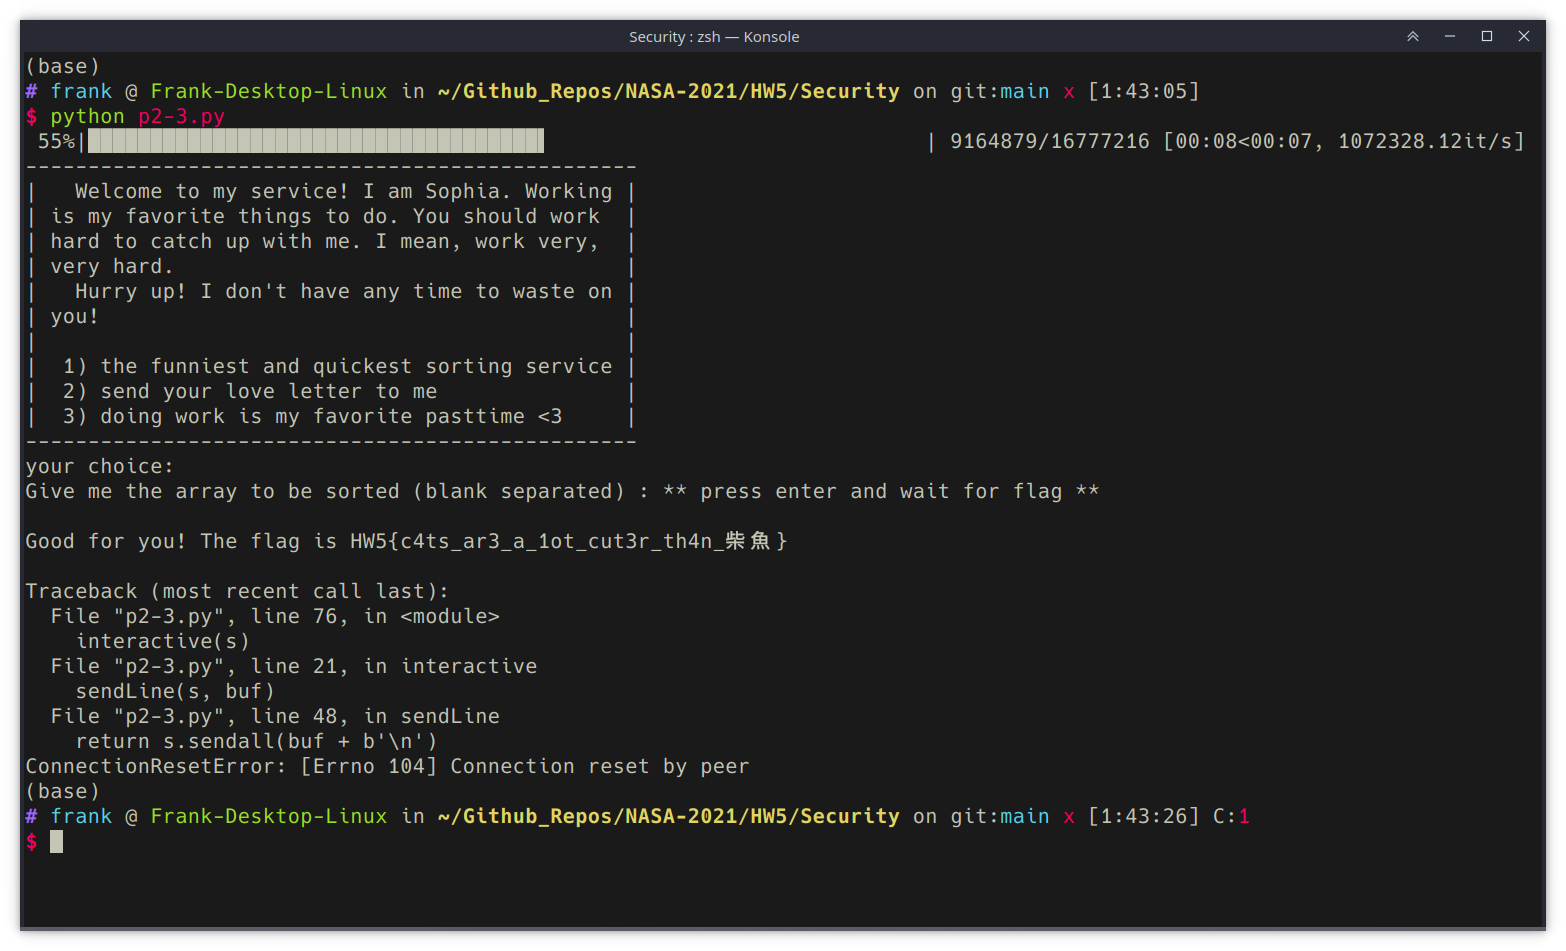 Security : zsh — Konsole
(base)
# frank @ Frank-Desktop-Linux in ~/Github_Repos/NASA-2021/HW5/Security on git:main x [1:43:05]
$ python p2-3.py
 55%|                                     | 9164879/16777216 [00:08<00:07, 1072328.12it/s]
-------------------------------------------------
|   Welcome to my service! I am Sophia. Working |
| is my favorite things to do. You should work  |
| hard to catch up with me. I mean, work very,  |
| very hard.                                    |
|   Hurry up! I don't have any time to waste on |
| you!                                          |
|                                               |
|  1) the funniest and quickest sorting service |
|  2) send your love letter to me               |
|  3) doing work is my favorite pasttime <3     |
-------------------------------------------------
your choice:
Give me the array to be sorted (blank separated) : ** press enter and wait for flag **
Good for you! The flag is HW5{c4ts_ar3_a_1ot_cut3r_th4n_柴魚}
Traceback (most recent call last):
  File "p2-3.py", line 76, in <module>
    interactive(s)
  File "p2-3.py", line 21, in interactive
    sendLine(s, buf)
  File "p2-3.py", line 48, in sendLine
    return s.sendall(buf + b'\n')
ConnectionResetError: [Errno 104] Connection reset by peer
(base)
# frank @ Frank-Desktop-Linux in ~/Github_Repos/NASA-2021/HW5/Security on git:main x [1:43:26] C:1
$